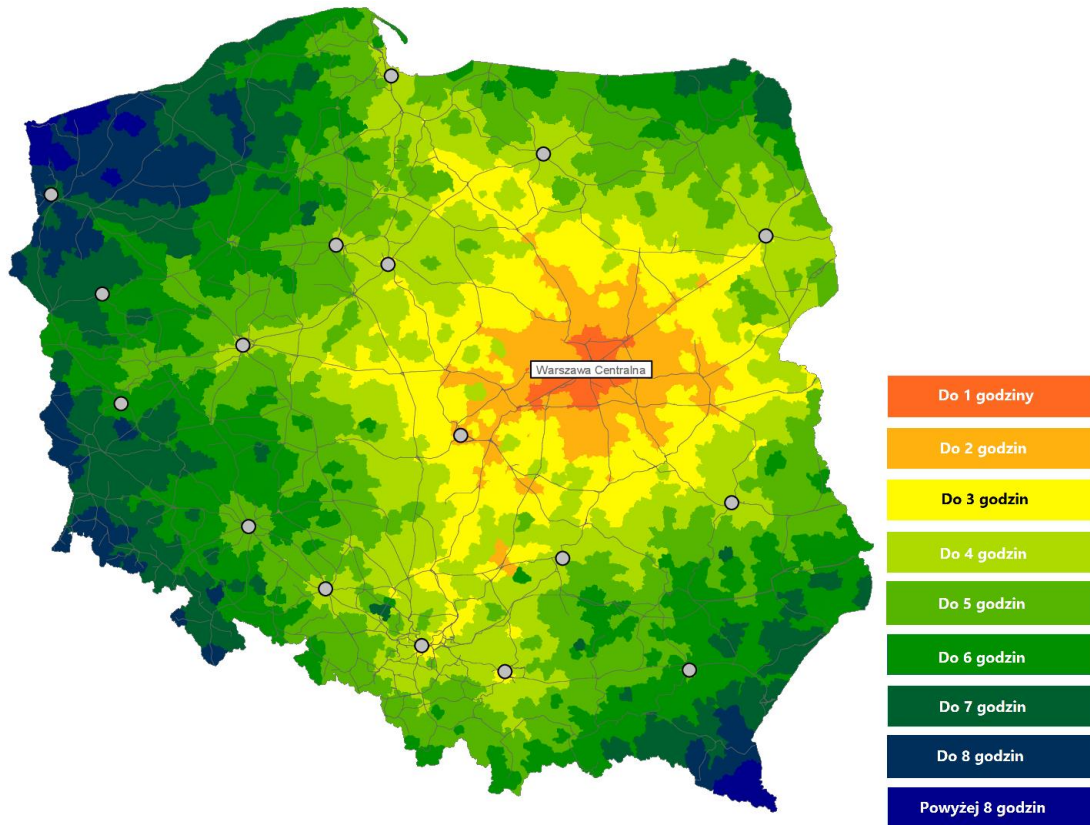 Warszawa Centralna
Do 1 godziny
Do 2 godzin
Do 3 godzin
Do 4 godzin
Do 5 godzin
Do 6 godzin
Do 7 godzin
Do 8 godzin
Powyżej 8 godzin